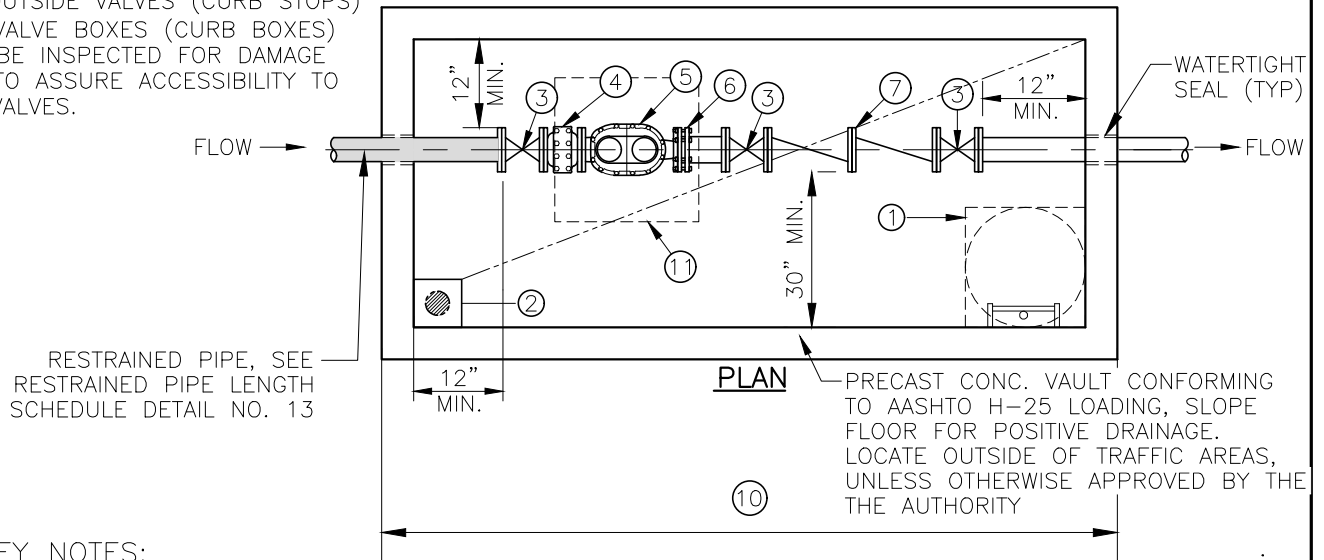 OUTSIDE VALVES (CURB STOPS)
VALVE BOXES (CURB BOXES)
BE INSPECTED FOR DAMAGE
TO ASSURE ACCESSIBILITY TO
VALVES.
12" MIN.
3
4
5
6
3
7
3
12"
MIN.
WATERTIGHT
SEAL (TYP)
FLOW
FLOW
1
30" MIN.
11
2
RESTRAINED PIPE, SEE
RESTRAINED PIPE LENGTH
SCHEDULE DETAIL NO. 13
12"
MIN.
PLAN
PRECAST CONC. VAULT CONFORMING
TO AASHTO H-25 LOADING, SLOPE
FLOOR FOR POSITIVE DRAINAGE.
LOCATE OUTSIDE OF TRAFFIC AREAS,
UNLESS OTHERWISE APPROVED BY THE
THE AUTHORITY
10
NOTES: